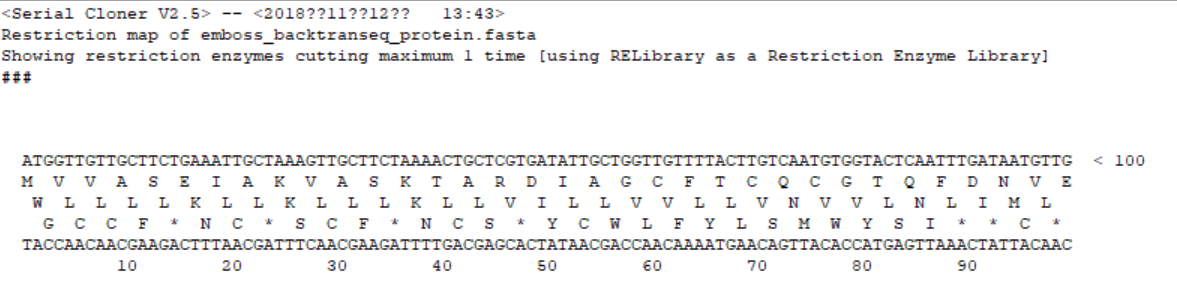 <Serial Cloner V2.5> -- <2018??11??12??   13:43>
Restriction map of emboss_backtranseq_protein.fasta
Showing restriction enzymes cutting maximum 1 time [using RELibrary as a Restriction Enzyme Library]
###
ATGGTTGTTGCTTCTGAAATTGCTAAAGTTGCTTCTAAAACTGCTCGTGATATTGCTGGTTGTTTTACTTGTCAATGTGGTACTCAATTTGATAATGTTG < 100
M V V A S E I A K V A S K T A R D I A G C F T C Q C G T Q F D N V E
W L L L L K L L K L L L K L L V I L L V V L L V N V V L N L I M L
G C C F * N C * S C F * N C S * Y C W L F Y L S M W Y S I * * C *
TACCAACAACGAAGACTTTAACGATTTCAACGAAGATTTTGACGAGCACTATAACGACCAACAAAATGAACAGTTACACCATGAGTTAAACTATTACAAC
10 20 30 40 50 60 70 80 90